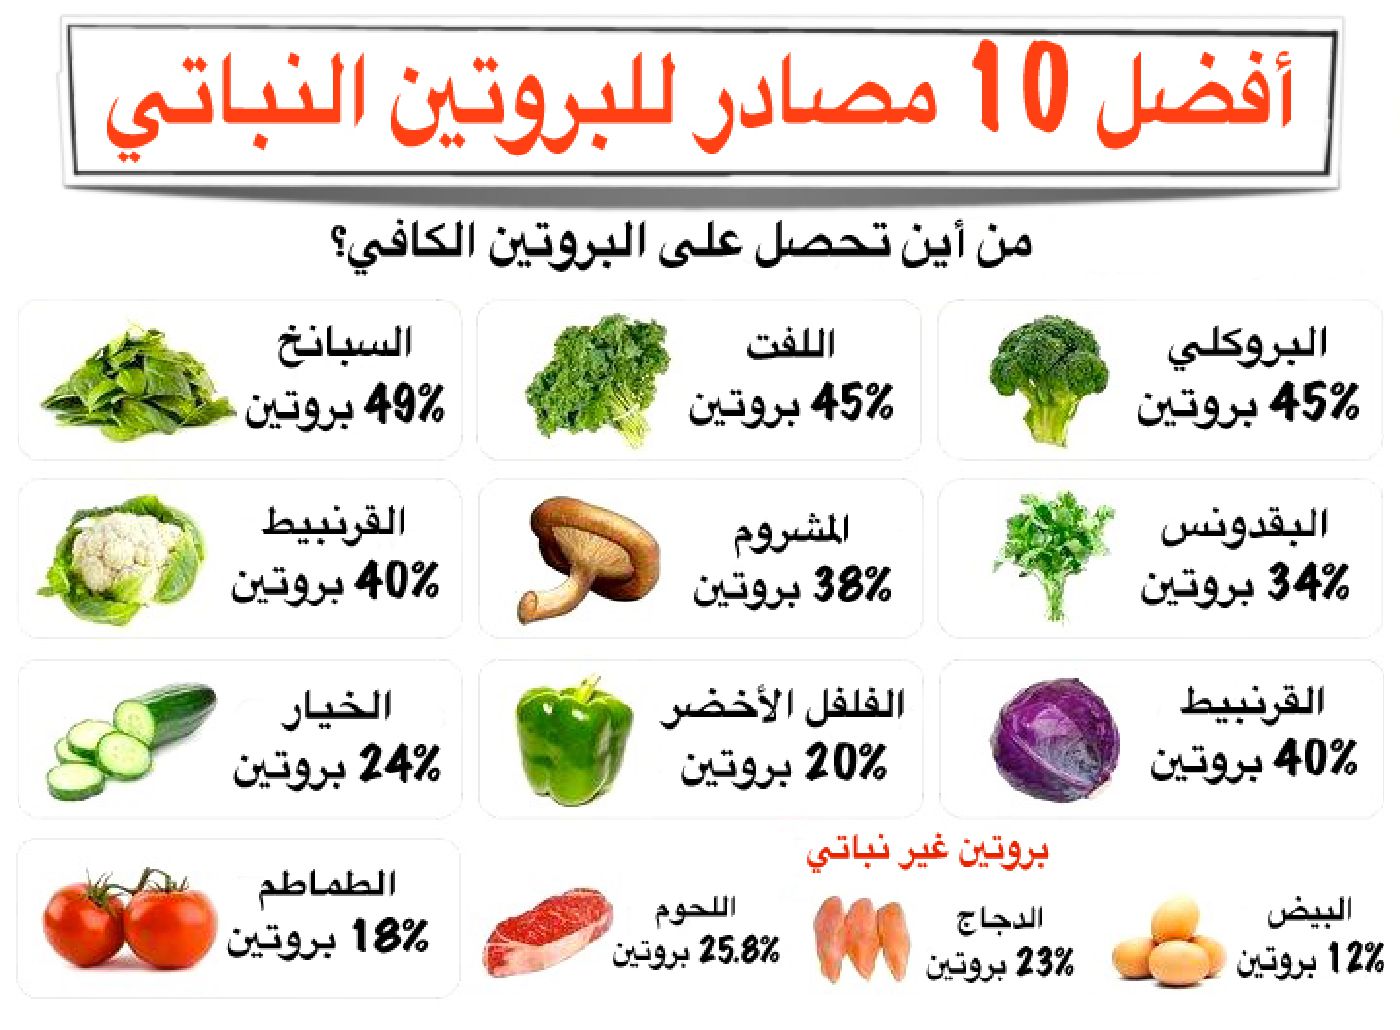 أفضل 10 مصادر للبروتين النباتي
من أين تحصل على البروتين الكافي؟
البروكلي
45% بروتين
اللفت
45% بروتين
السبانخ
49% بروتين
البقدونس
34% بروتين
المشروم
38% بروتين
القرنبيط
40% بروتين
القرنبيط
40% بروتين
الفلفل الأخضر
20% بروتين
الخيار
24% بروتين
بروتين غير نباتي
البيض
12% بروتين
الدجاج
23% بروتين
اللحوم
25.8% بروتين
الطماطم
18% بروتين